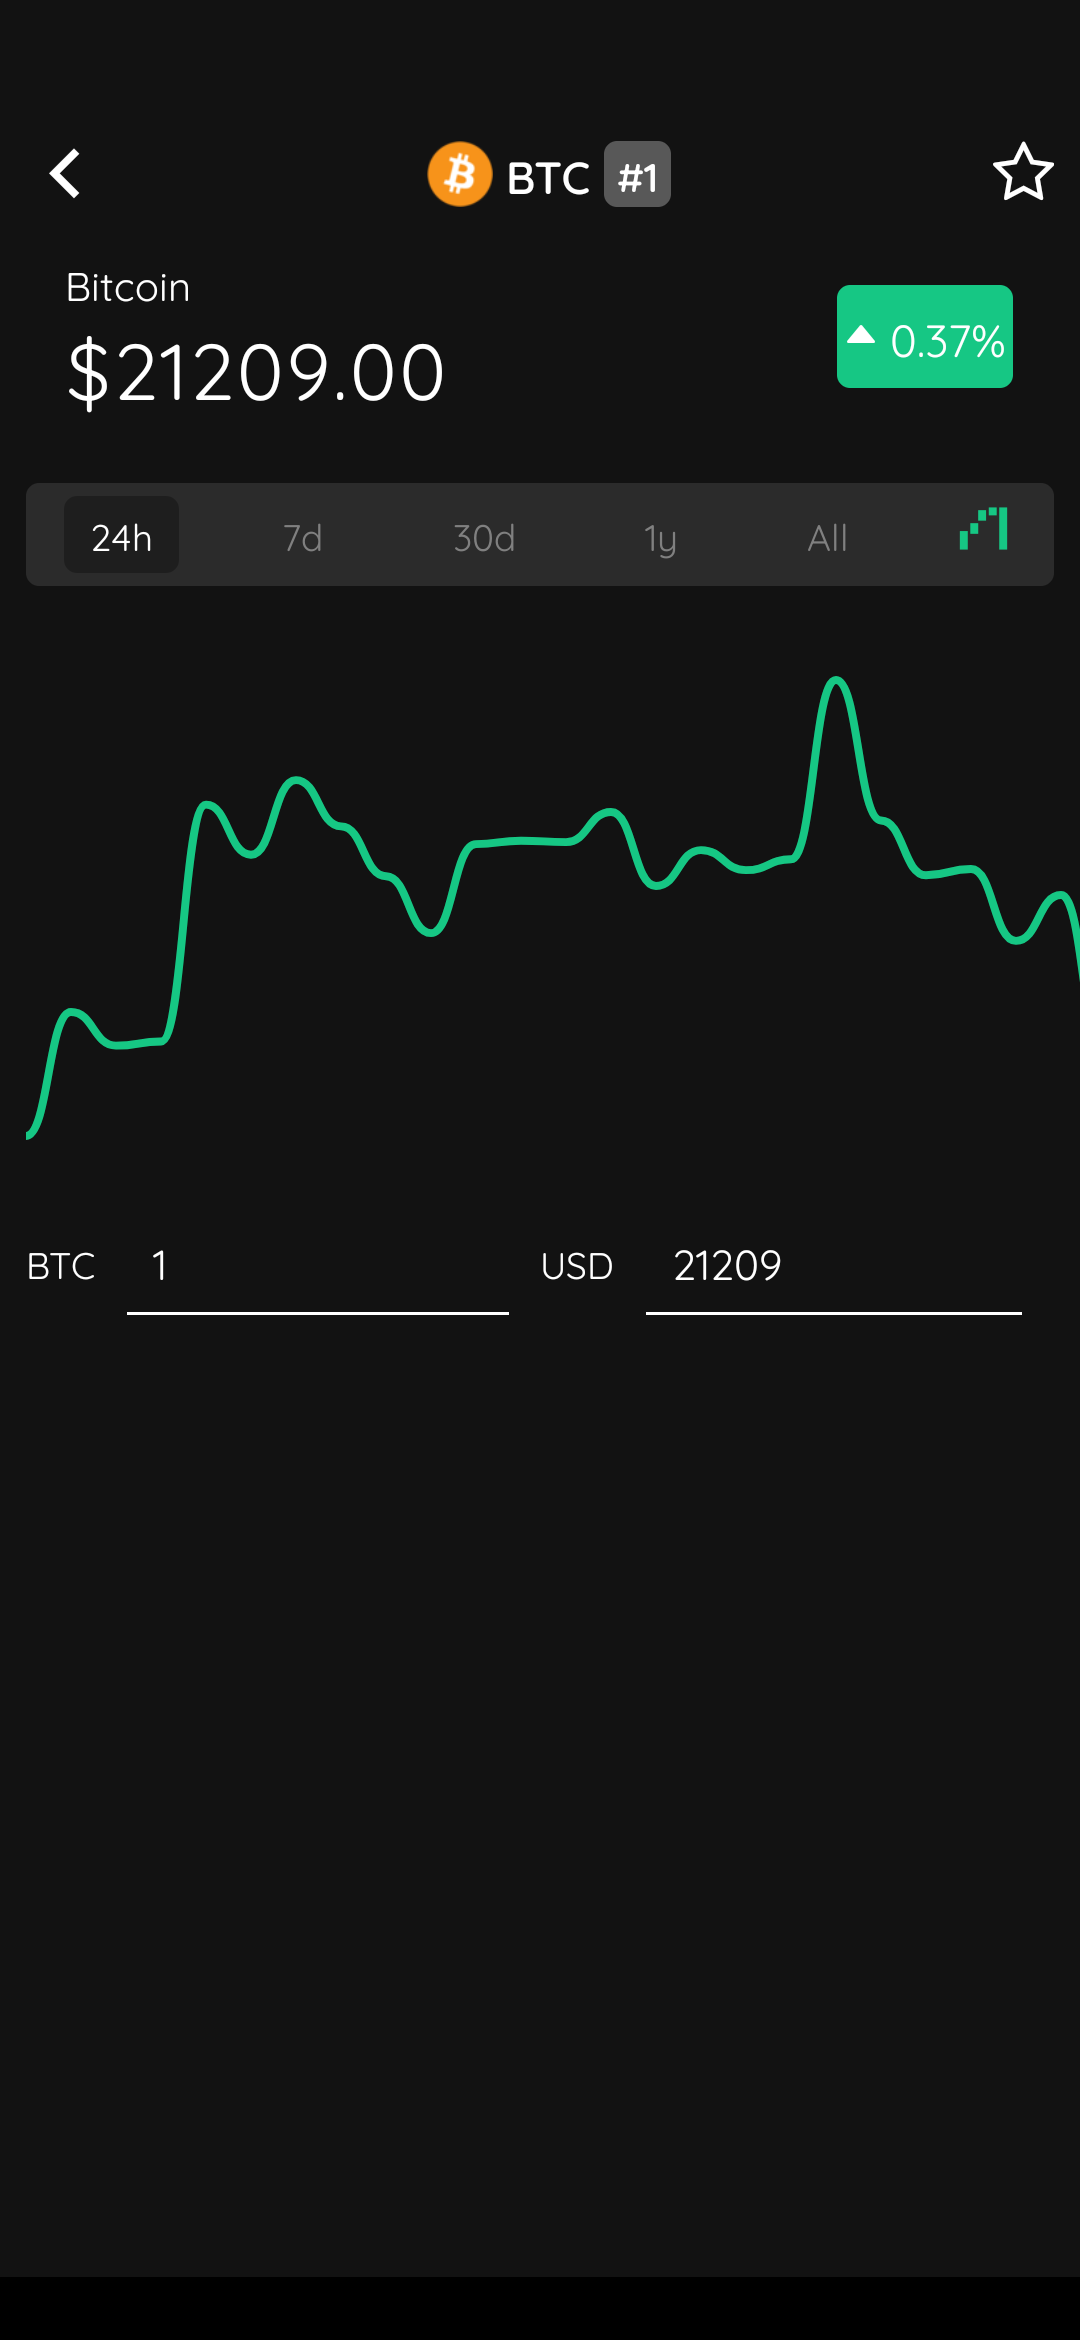 BTC #1
Bitcoin
$21209.00
0.37%
24h 7d 30d 1y All
BTC 1 USD 21209